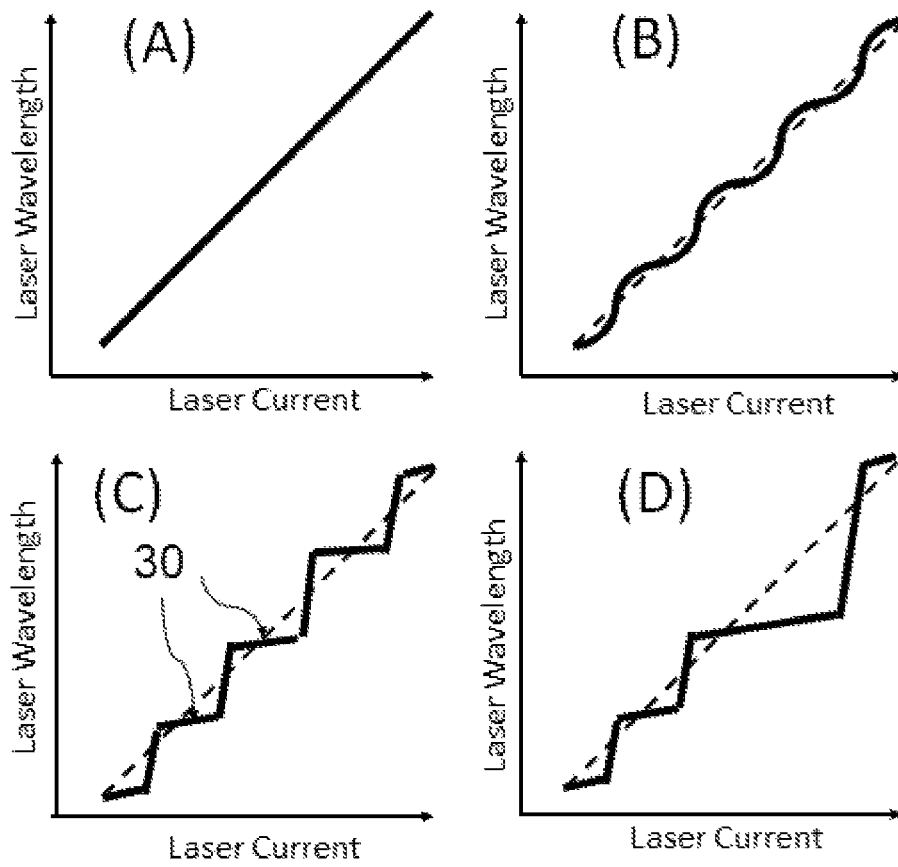 (A)
Laser Wavelength
Laser Current
(B)
Laser Wavelength
Laser Current
(C)
30
Laser Wavelength
Laser Current
(D)
Laser Wavelength
Laser Current